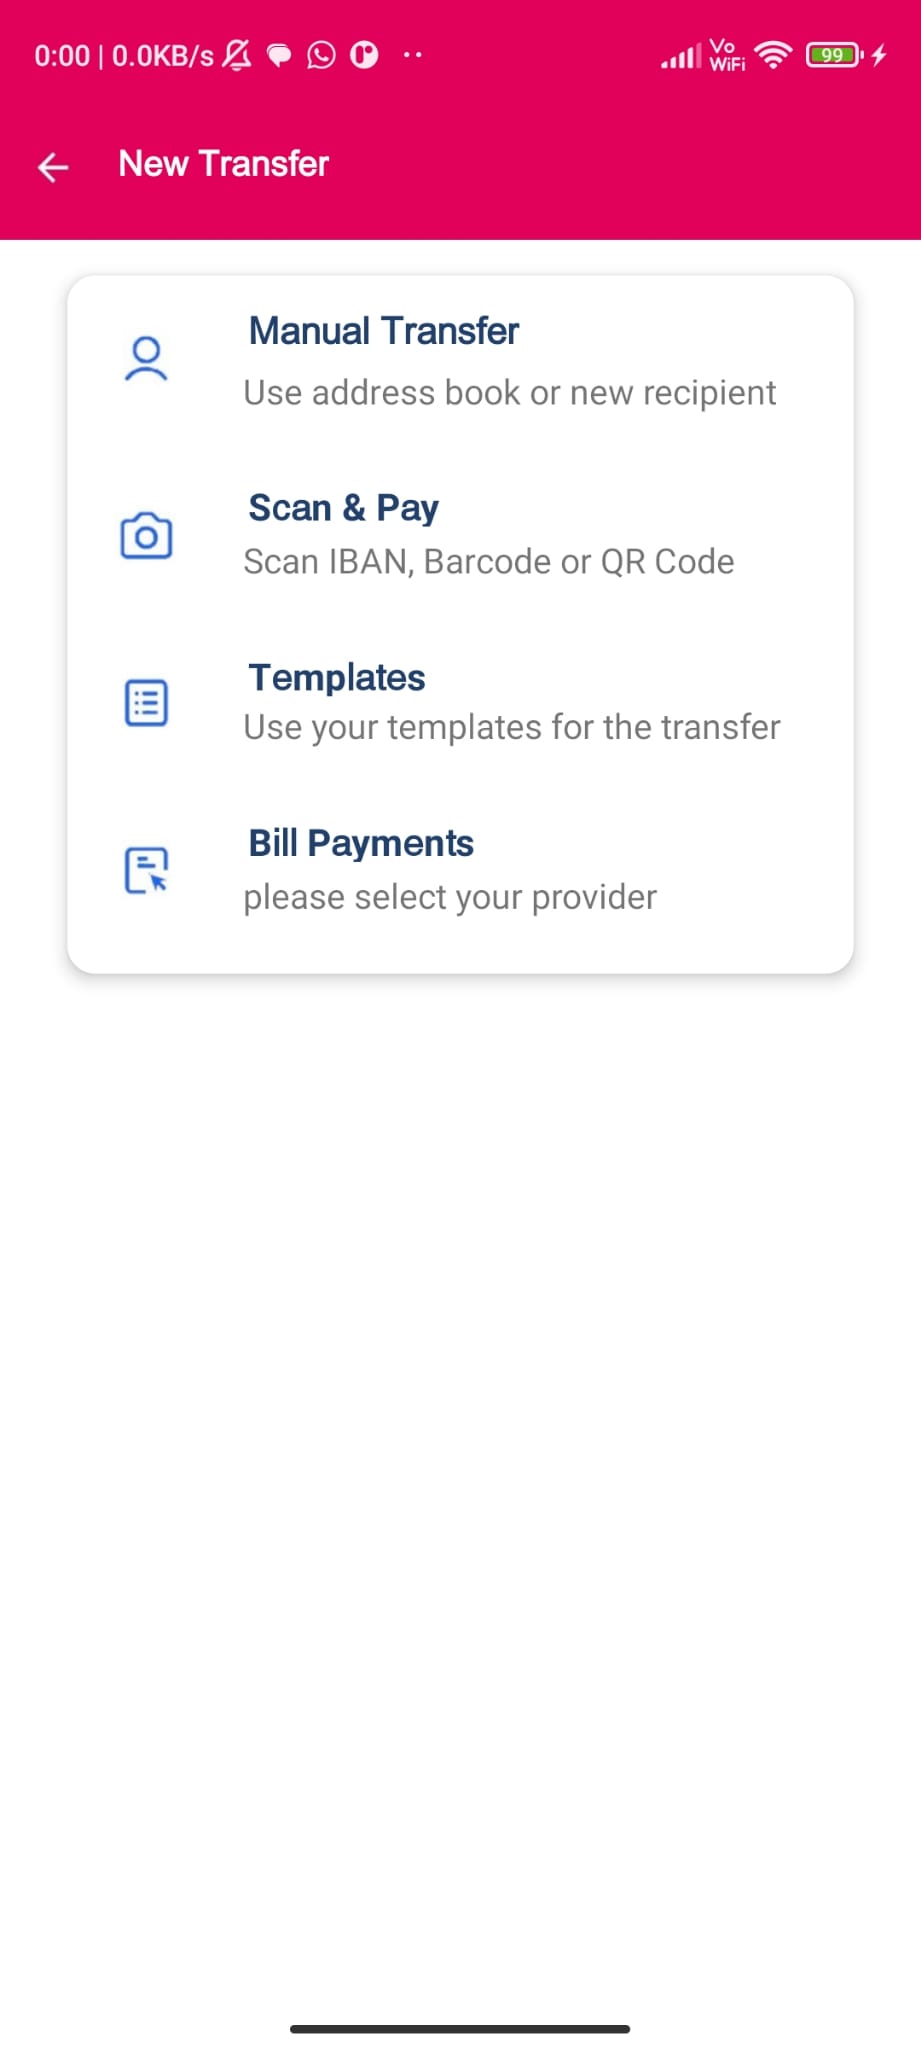 0:00 | 0.0KB/s Vo WiFi 99
New Transfer
Manual Transfer
Use address book or new recipient
Scan & Pay
Scan IBAN, Barcode or QR Code
Templates
Use your templates for the transfer
Bill Payments
please select your provider